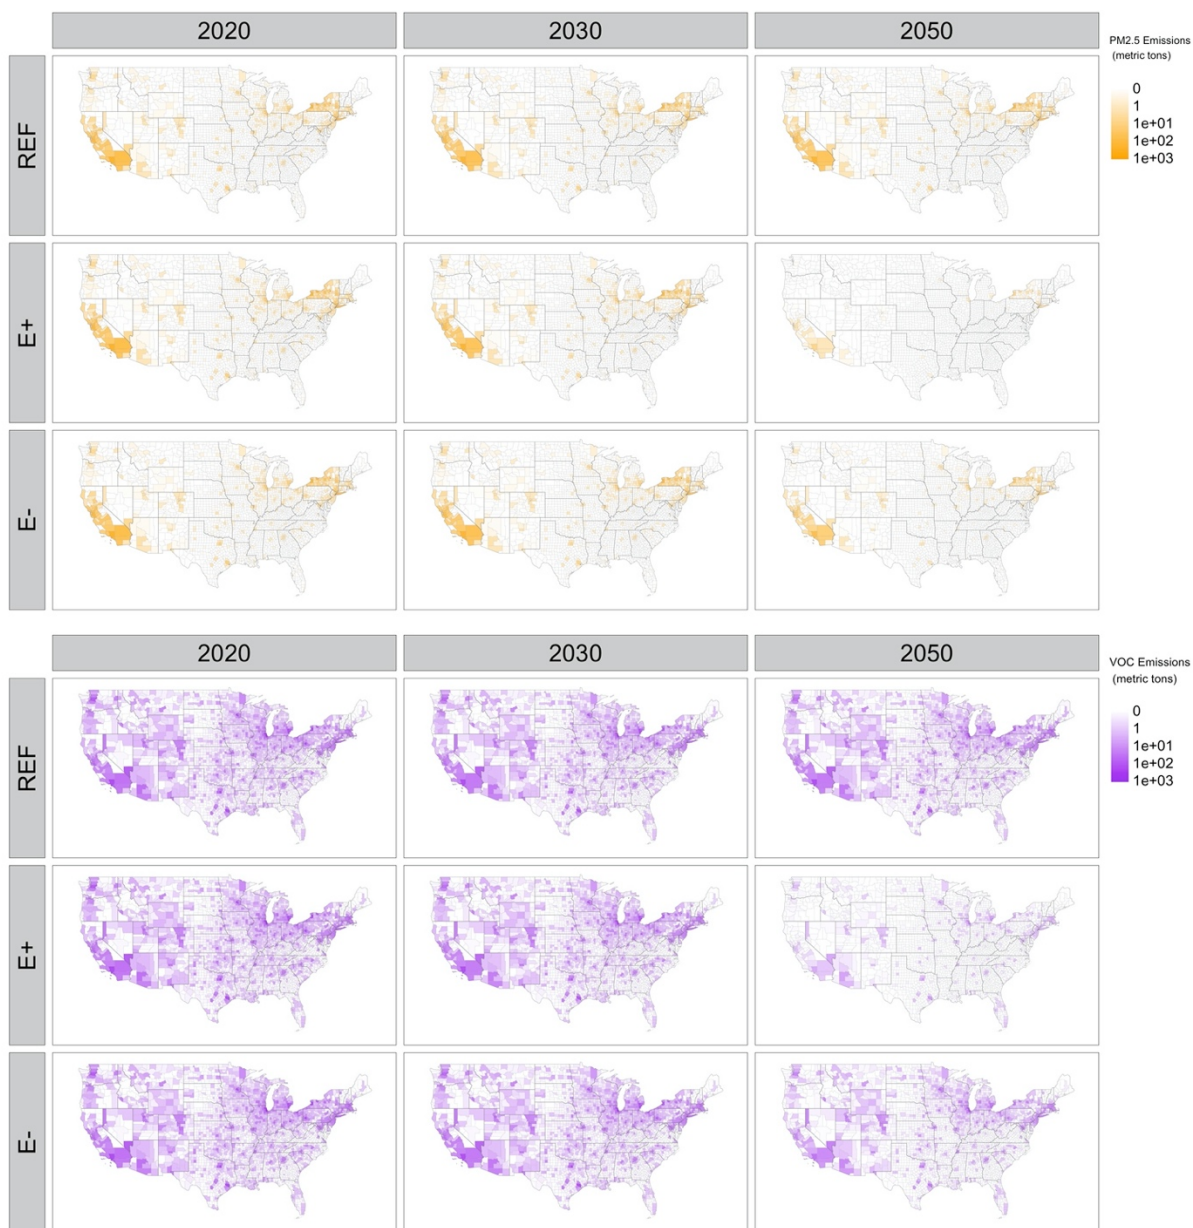 2020 2030 2050
PM2.5 Emissions
(metric tons)
0
1
1e+01
1e+02
1e+03
REF
E+
E-
2020 2030 2050
VOC Emissions
(metric tons)
0
1
1e+01
1e+02
1e+03
REF
E+
E-